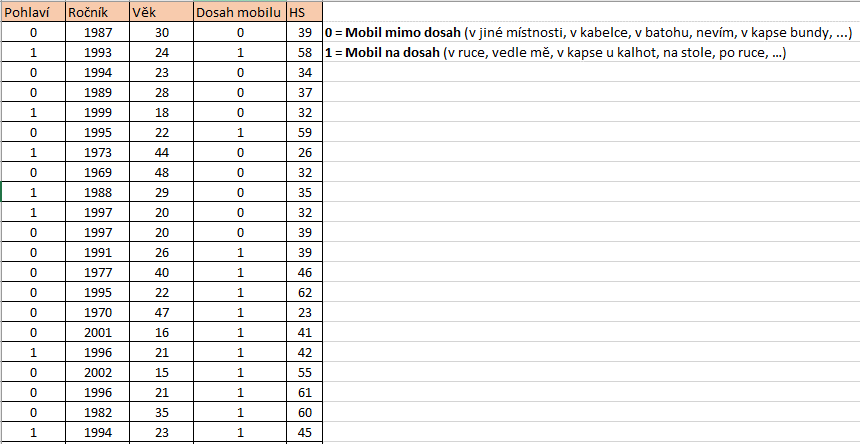 Pohlaví Ročník Věk Dosah mobilu HS
0 1987 30 0 39 0 = Mobil mimo dosah (v jiné místnosti, v kabelce, v batohu, nevím, v kapse bundy, ...)
1 1993 24 1 58 1 = Mobil na dosah (v ruce, vedle mě, v kapse u kalhot, na stole, po ruce, ...)
0 1994 23 0 34
0 1989 28 0 37
1 1999 18 0 32
0 1995 22 1 59
1 1973 44 0 26
0 1969 48 0 32
1 1988 29 0 35
1 1997 20 0 32
0 1997 20 0 39
0 1991 26 1 39
0 1977 40 1 46
0 1995 22 1 62
0 1970 47 1 23
0 2001 16 1 41
1 1996 21 1 42
0 2002 15 1 55
0 1996 21 1 61
0 1982 35 1 60
1 1994 23 1 45